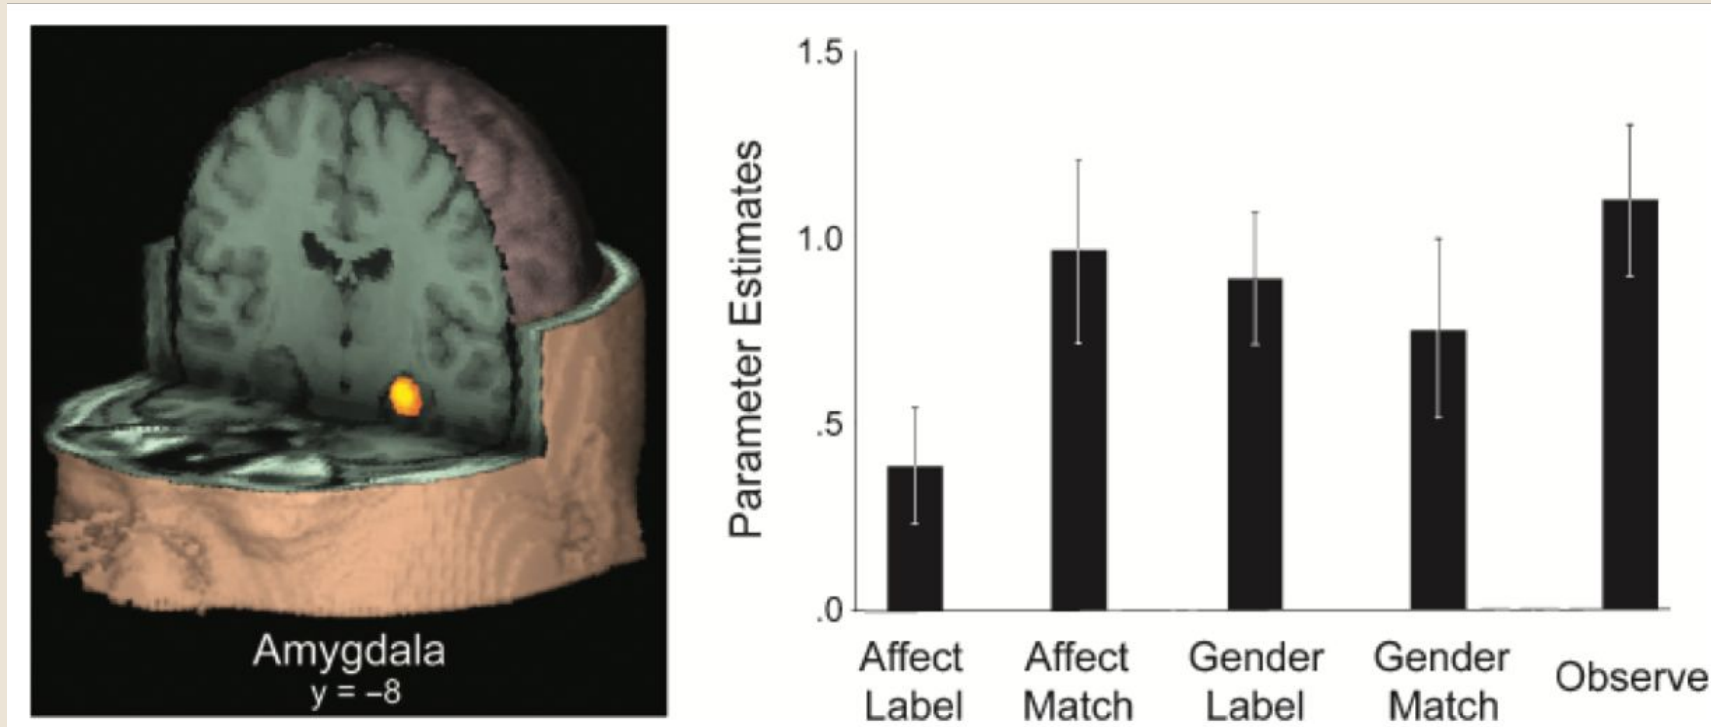 Amygdala
y = −8
Parameter Estimates
1.5
1.0
.5
.0
Affect
Label
Affect
Match
Gender
Label
Gender
Match
Observe